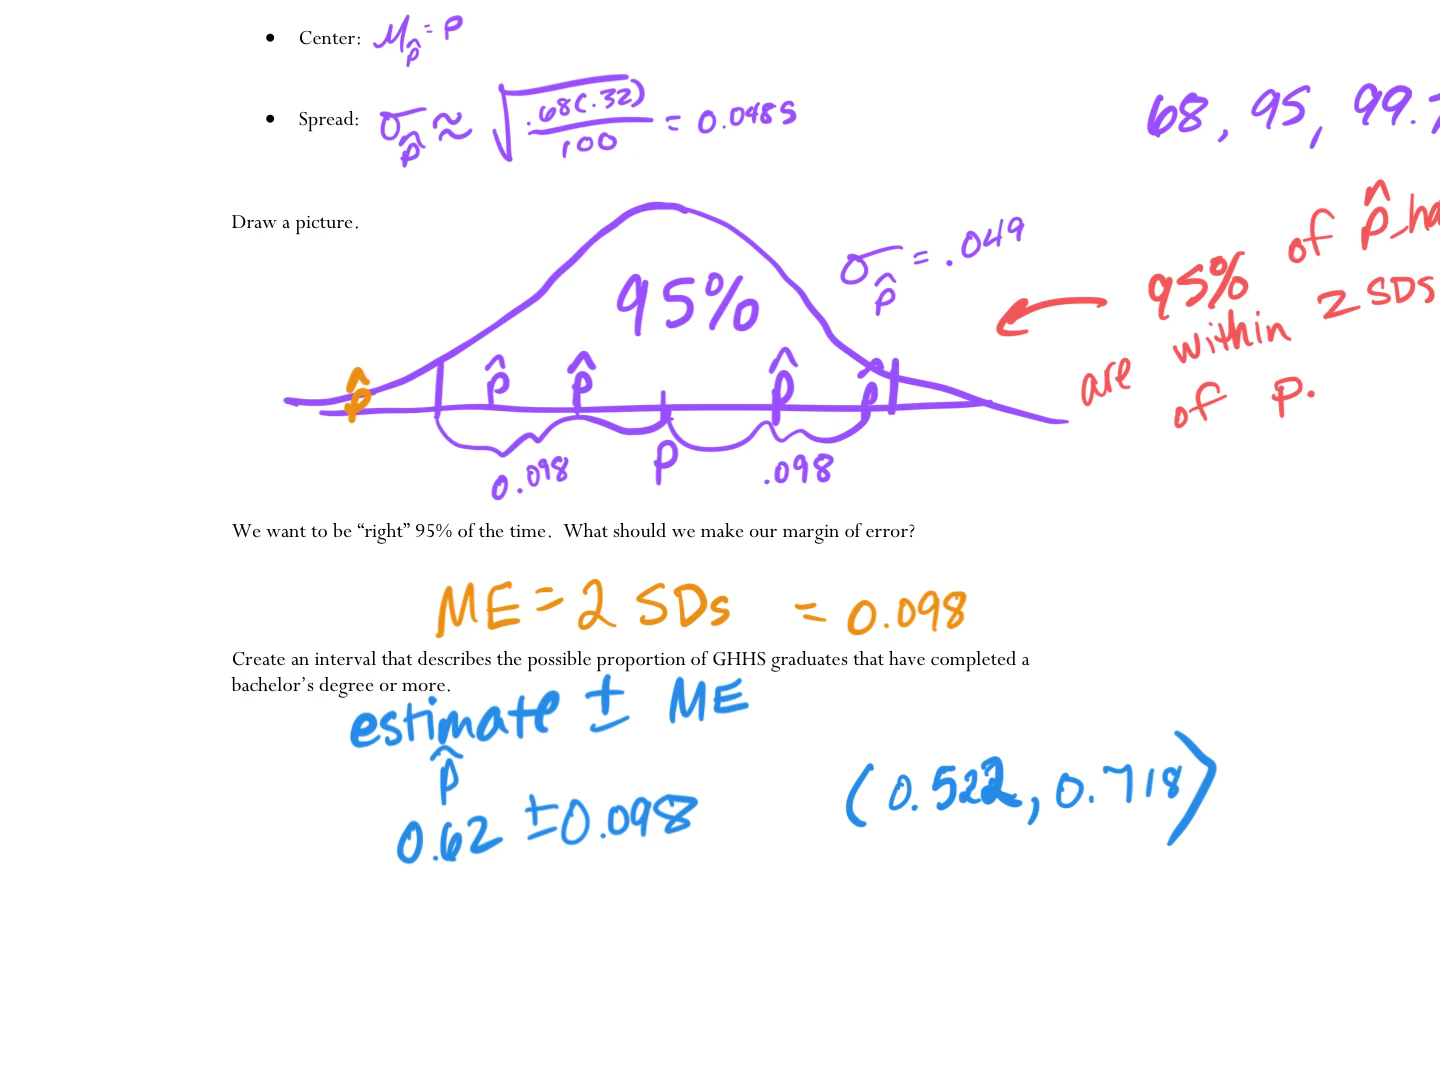 • Center: μp̂ = p
• Spread: σp̂ ≈ √(.68(.32)/100) = 0.0485
68, 95, 99.7
Draw a picture.
σp̂ = .049
95%
95% of p̂-ha
are within 2 SDs
of p.
p̂ p̂ p̂ p̂ p̂
0.098 p .098
We want to be “right” 95% of the time. What should we make our margin of error?
ME = 2 SDs = 0.098
Create an interval that describes the possible proportion of GHHS graduates that have completed a
bachelor’s degree or more.
estimate ± ME
p̂
0.62 ± 0.098 (0.522, 0.718)